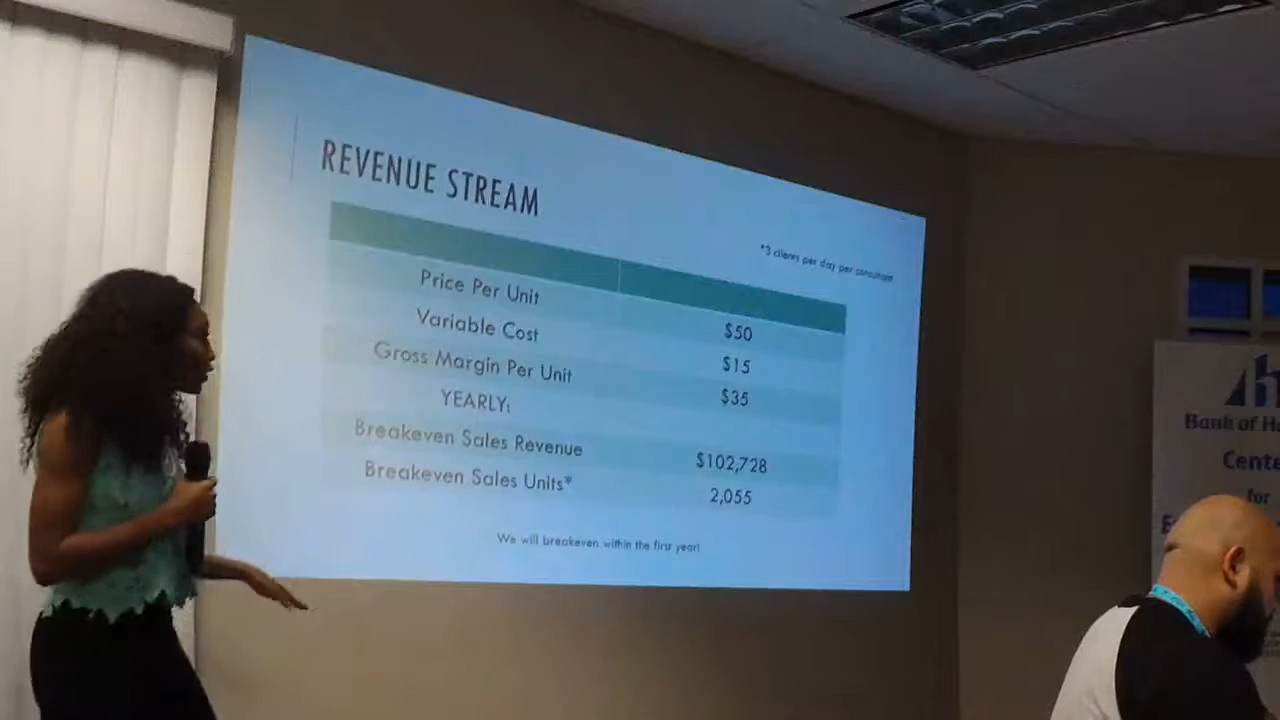 REVENUE STREAM
*3 clients per day per consultant
Price Per Unit $50
Variable Cost $15
Gross Margin Per Unit $35
YEARLY:
Breakeven Sales Revenue $102,728
Breakeven Sales Units* 2,055
We will breakeven within the first year!
Bank of H
Cente
for
E